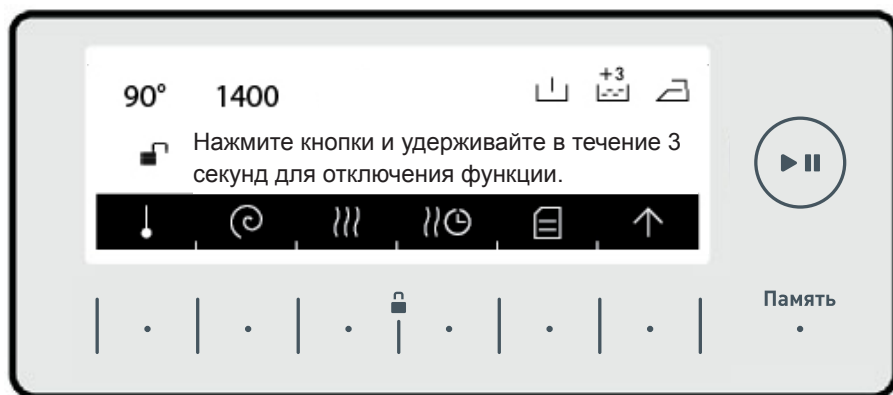 90° 1400 +3
Нажмите кнопки и удерживайте в течение 3
секунд для отключения функции.
Память